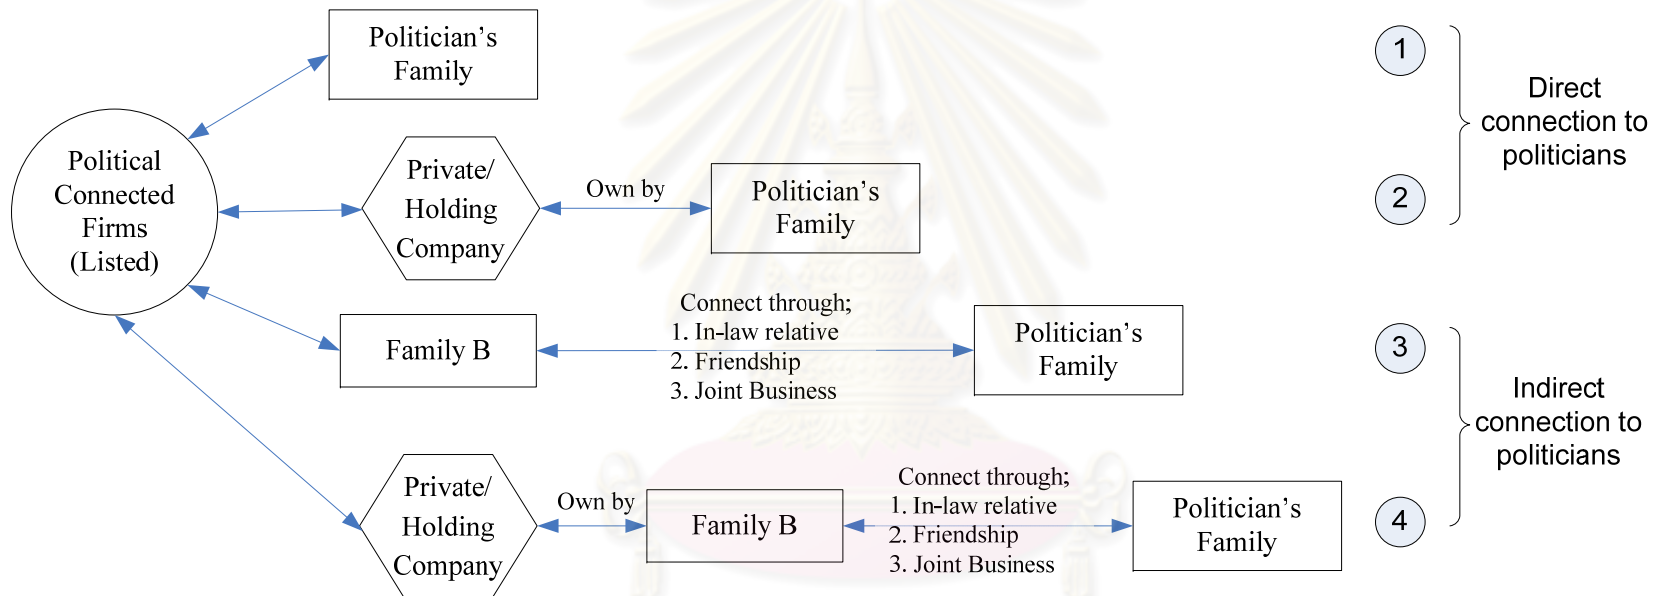 Politician’s
Family
1
Political
Connected
Firms
(Listed)
Private/
Holding
Company
Own by
Politician’s
Family
2
Direct
connection to
politicians
Family B
Connect through;
1. In-law relative
2. Friendship
3. Joint Business
Politician’s
Family
3
Private/
Holding
Company
Own by
Family B
Connect through;
1. In-law relative
2. Friendship
3. Joint Business
Politician’s
Family
4
Indirect
connection to
politicians